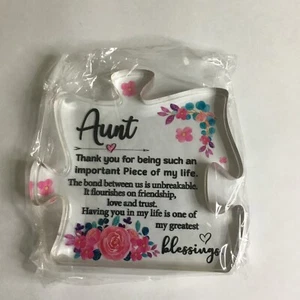 Aunt
Thank you for being such an
important Piece of my life.
The bond between us is unbreakable.
It flourishes on friendship,
love and trust.
Having you in my life is one of
my greatest
blessings